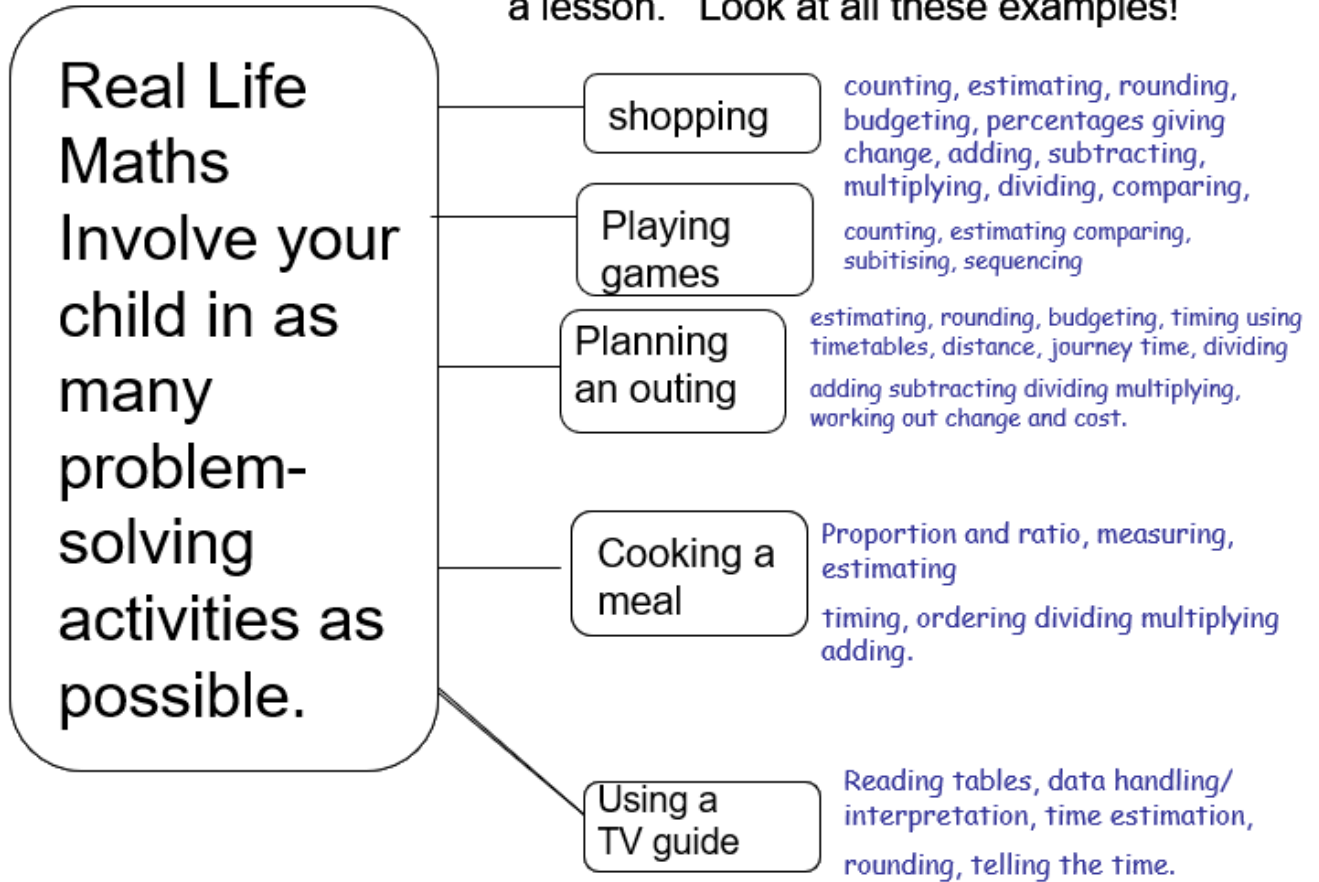 a lesson.   Look at all these examples!
Real Life
Maths
Involve your
child in as
many
problem-
solving
activities as
possible.
shopping
counting, estimating, rounding,
budgeting, percentages giving
change, adding, subtracting,
multiplying, dividing, comparing,
Playing
games
counting, estimating comparing,
subitising, sequencing
Planning
an outing
estimating, rounding, budgeting, timing using
timetables, distance, journey time, dividing
adding subtracting dividing multiplying,
working out change and cost.
Cooking a
meal
Proportion and ratio, measuring,
estimating
timing, ordering dividing multiplying
adding.
Using a
TV guide
Reading tables, data handling/
interpretation, time estimation,
rounding, telling the time.